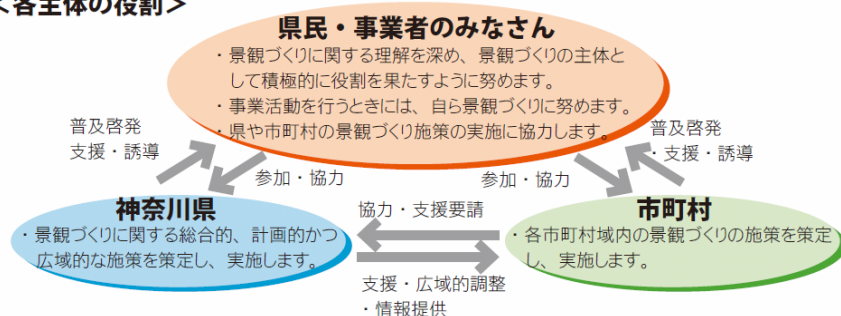 ＜各主体の役割＞
県民・事業者のみなさん
・景観づくりに関する理解を深め、景観づくりの主体と
して積極的に役割を果たすように努めます。
・事業活動を行うときには、自ら景観づくりに努めます。
・県や市町村の景観づくり施策の実施に協力します。
普及啓発
支援・誘導
参加・協力
参加・協力
普及啓発
・支援・誘導
神奈川県
・景観づくりに関する総合的、計画的かつ
広域的な施策を策定し、実施します。
協力・支援要請
支援・広域的調整
・情報提供
市町村
・各市町村域内の景観づくりの施策を策定
し、実施します。